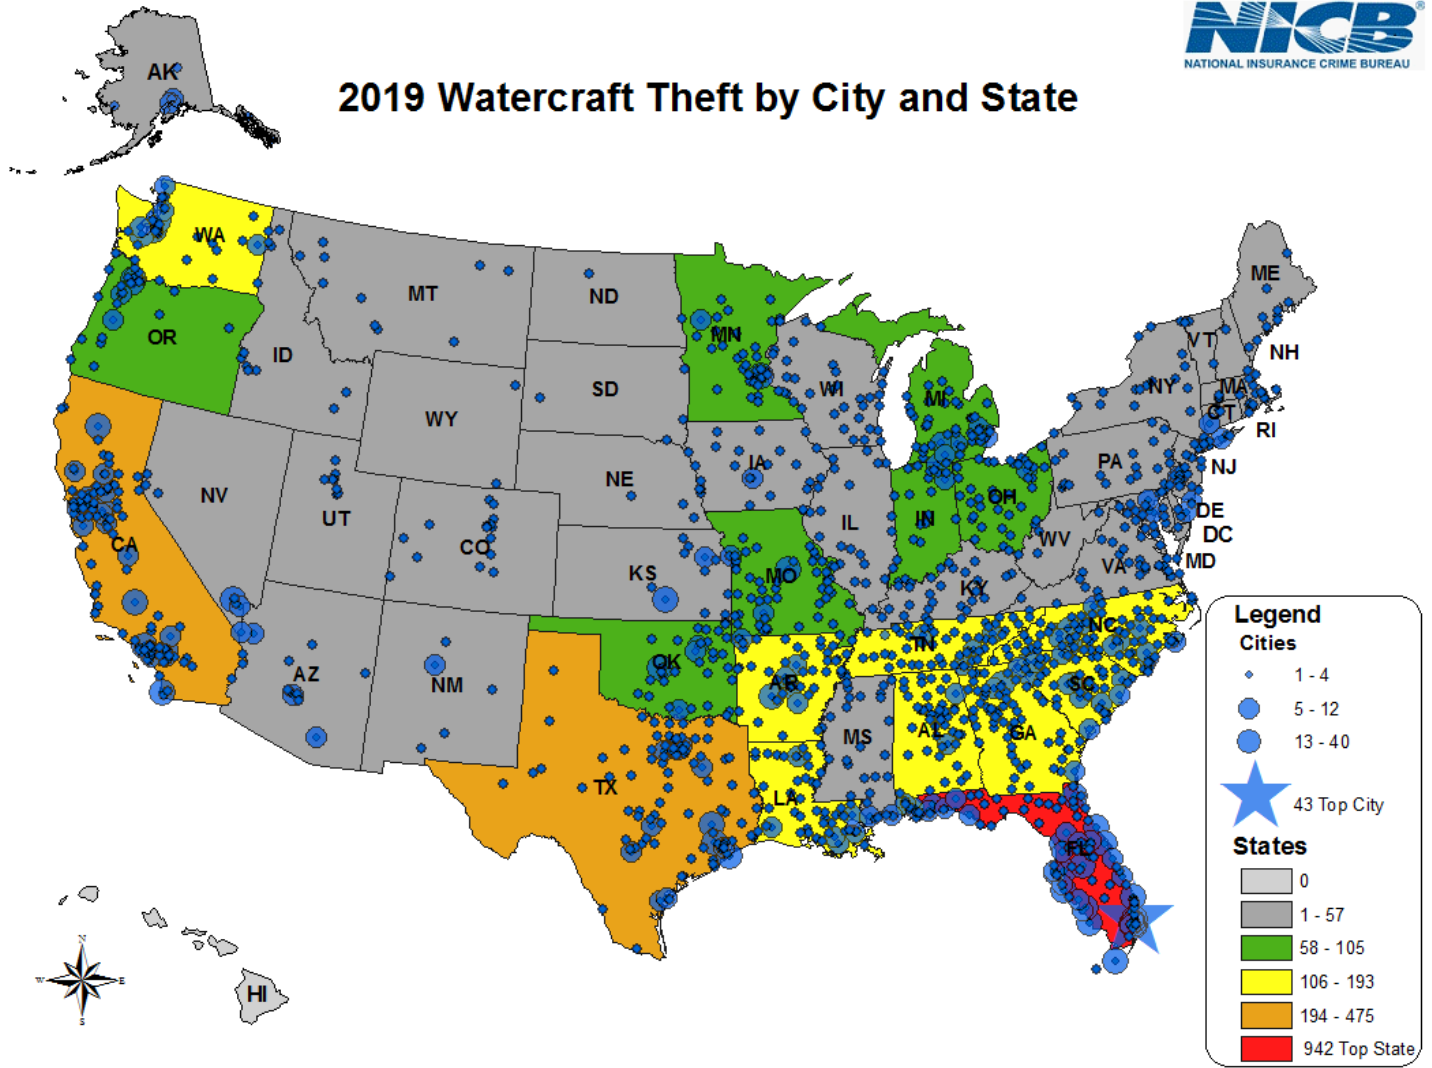 NICB®
NATIONAL INSURANCE CRIME BUREAU
2019 Watercraft Theft by City and State
AK
WA
MT
ND
MN
ME
OR
ID
SD
WI
MI
VT
NH
NY
MA
CT
RI
WY
NV
UT
CO
NE
IA
IL
IN
OH
PA
NJ
DE
DC
MD
WV
VA
CA
KS
MO
KY
AZ
NM
OK
AR
TN
NC
SC
TX
LA
MS
AL
GA
FL
HI
N
W
E
S
Legend
Cities
1 - 4
5 - 12
13 - 40
43 Top City
States
0
1 - 57
58 - 105
106 - 193
194 - 475
942 Top State